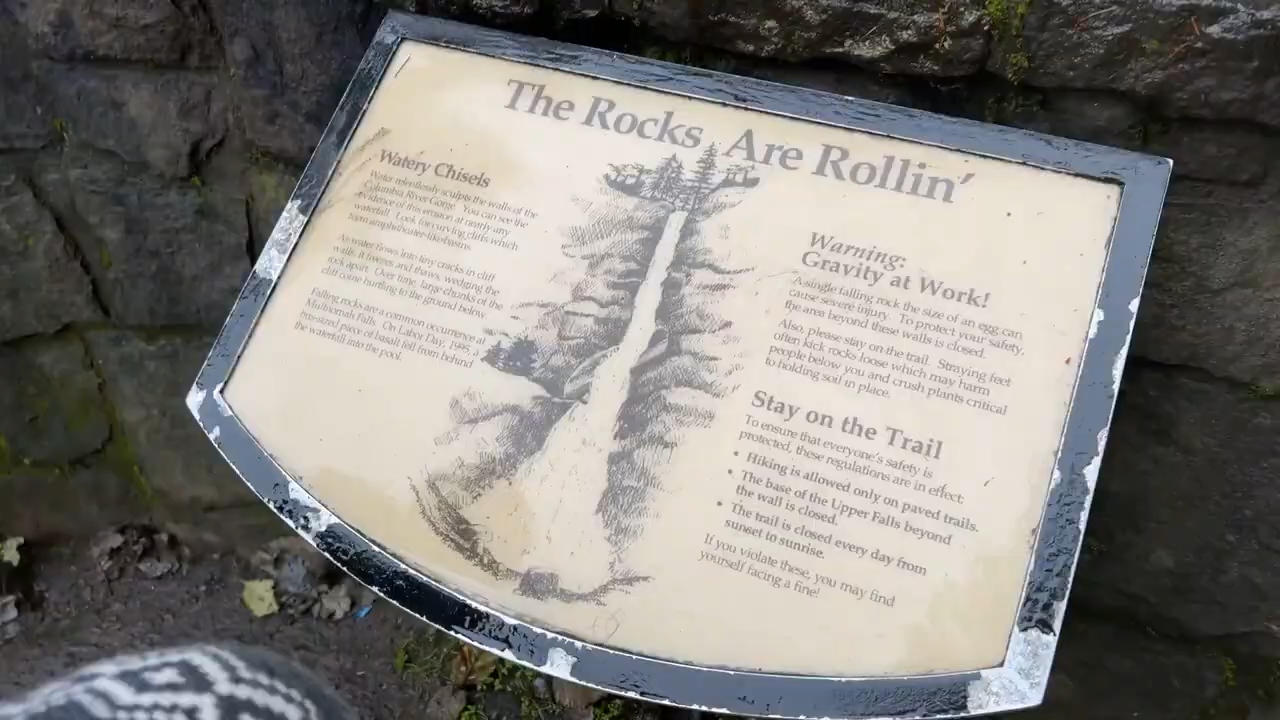 The Rocks Are Rollin'
Watery Chisels
Water relentlessly sculpts the walls of the
Columbia River Gorge. You can see the
evidence of this erosion at nearly any
waterfall. Look for curving cliffs which
form amphitheater-like basins.
As water flows into tiny cracks in cliff
walls, it freezes and thaws, wedging the
rock apart. Over time, large chunks of the
cliff come hurtling to the ground below.
Falling rocks are a common occurrence at
Multnomah Falls. On Labor Day, 1995, a
bus-sized piece of basalt fell from behind
the waterfall into the pool.
Warning:
Gravity at Work!
A single falling rock the size of an egg can
cause severe injury. To protect your safety,
the area beyond these walls is closed.
Also, please stay on the trail. Straying feet
often kick rocks loose which may harm
people below you and crush plants critical
to holding soil in place.
Stay on the Trail
To ensure that everyone's safety is
protected, these regulations are in effect:
• Hiking is allowed only on paved trails.
• The base of the Upper Falls beyond
the wall is closed.
• The trail is closed every day from
sunset to sunrise.
If you violate these, you may find
yourself facing a fine!